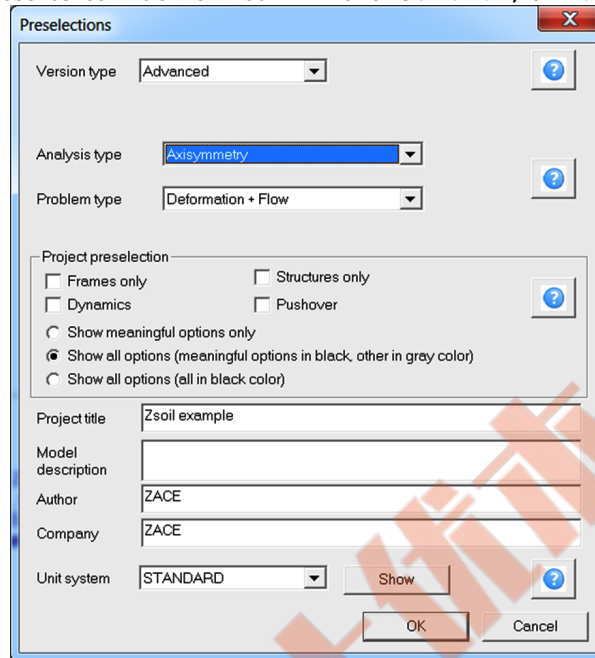 Preselections
Version type Advanced
Analysis type Axisymmetry
Problem type Deformation + Flow
Project preselection
Frames only Structures only
Dynamics Pushover
Show meaningful options only
Show all options (meaningful options in black, other in gray color)
Show all options (all in black color)
Project title Zsoil example
Model
description
Author ZACE
Company ZACE
Unit system STANDARD Show
OK Cancel